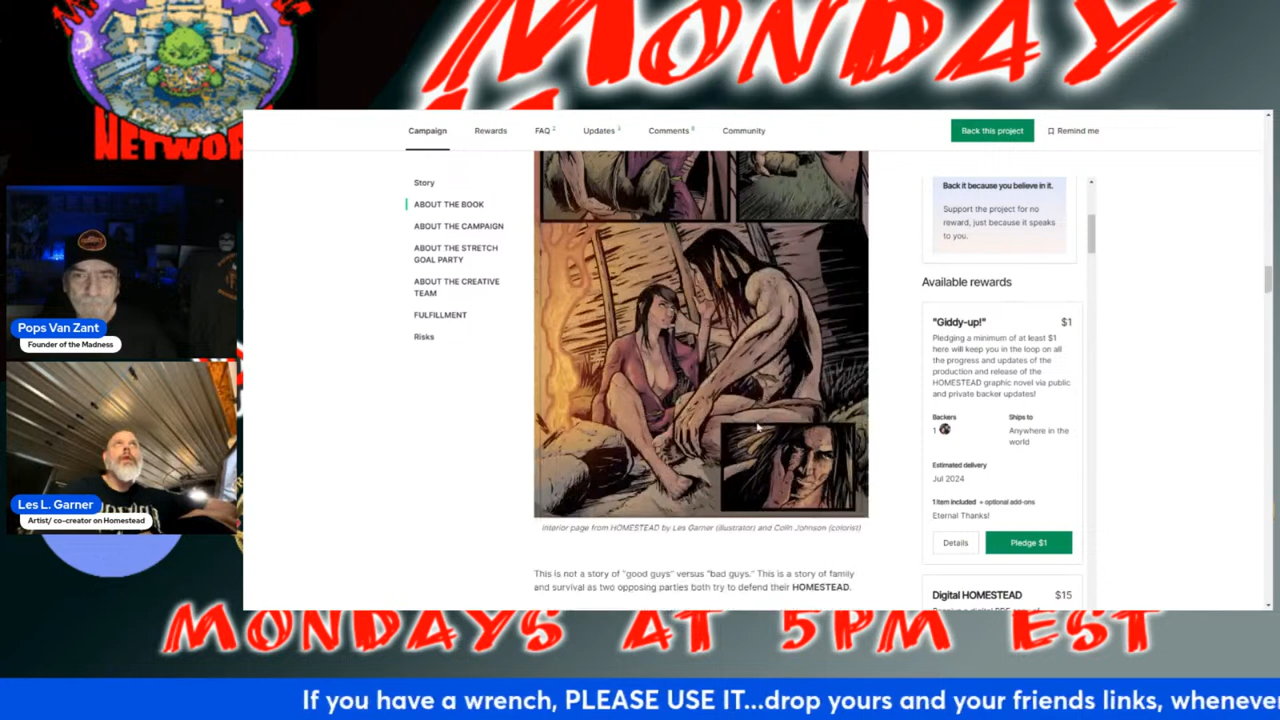 MONDAY
NETWO
Campaign
Rewards
FAQ 2
Updates 3
Comments 8
Community
Back this project
Remind me
Story
ABOUT THE BOOK
ABOUT THE CAMPAIGN
ABOUT THE STRETCH
GOAL PARTY
ABOUT THE CREATIVE
TEAM
FULFILLMENT
Risks
Back it because you believe in it.
Support the project for no
reward, just because it speaks
to you.
Available rewards
"Giddy-up!" $1
Pledging a minimum of at least $1
here will keep you in the loop on all
the progress and updates of the
production and release of the
HOMESTEAD graphic novel via public
and private backer updates!
Backers
1
Ships to
Anywhere in the
world
Estimated delivery
Jul 2024
1 item included + optional add-ons
Eternal Thanks!
Details
Pledge $1
Digital HOMESTEAD $15
Interior page from HOMESTEAD by Les Garner (illustrator) and Colin Johnson (colorist)
This is not a story of "good guys" versus "bad guys." This is a story of family
and survival as two opposing parties both try to defend their HOMESTEAD.
Pops Van Zant
Founder of the Madness
Les L. Garner
Artist/ co-creator on Homestead
MONDAYS AT 5PM EST
If you have a wrench, PLEASE USE IT...drop yours and your friends links, wheneve